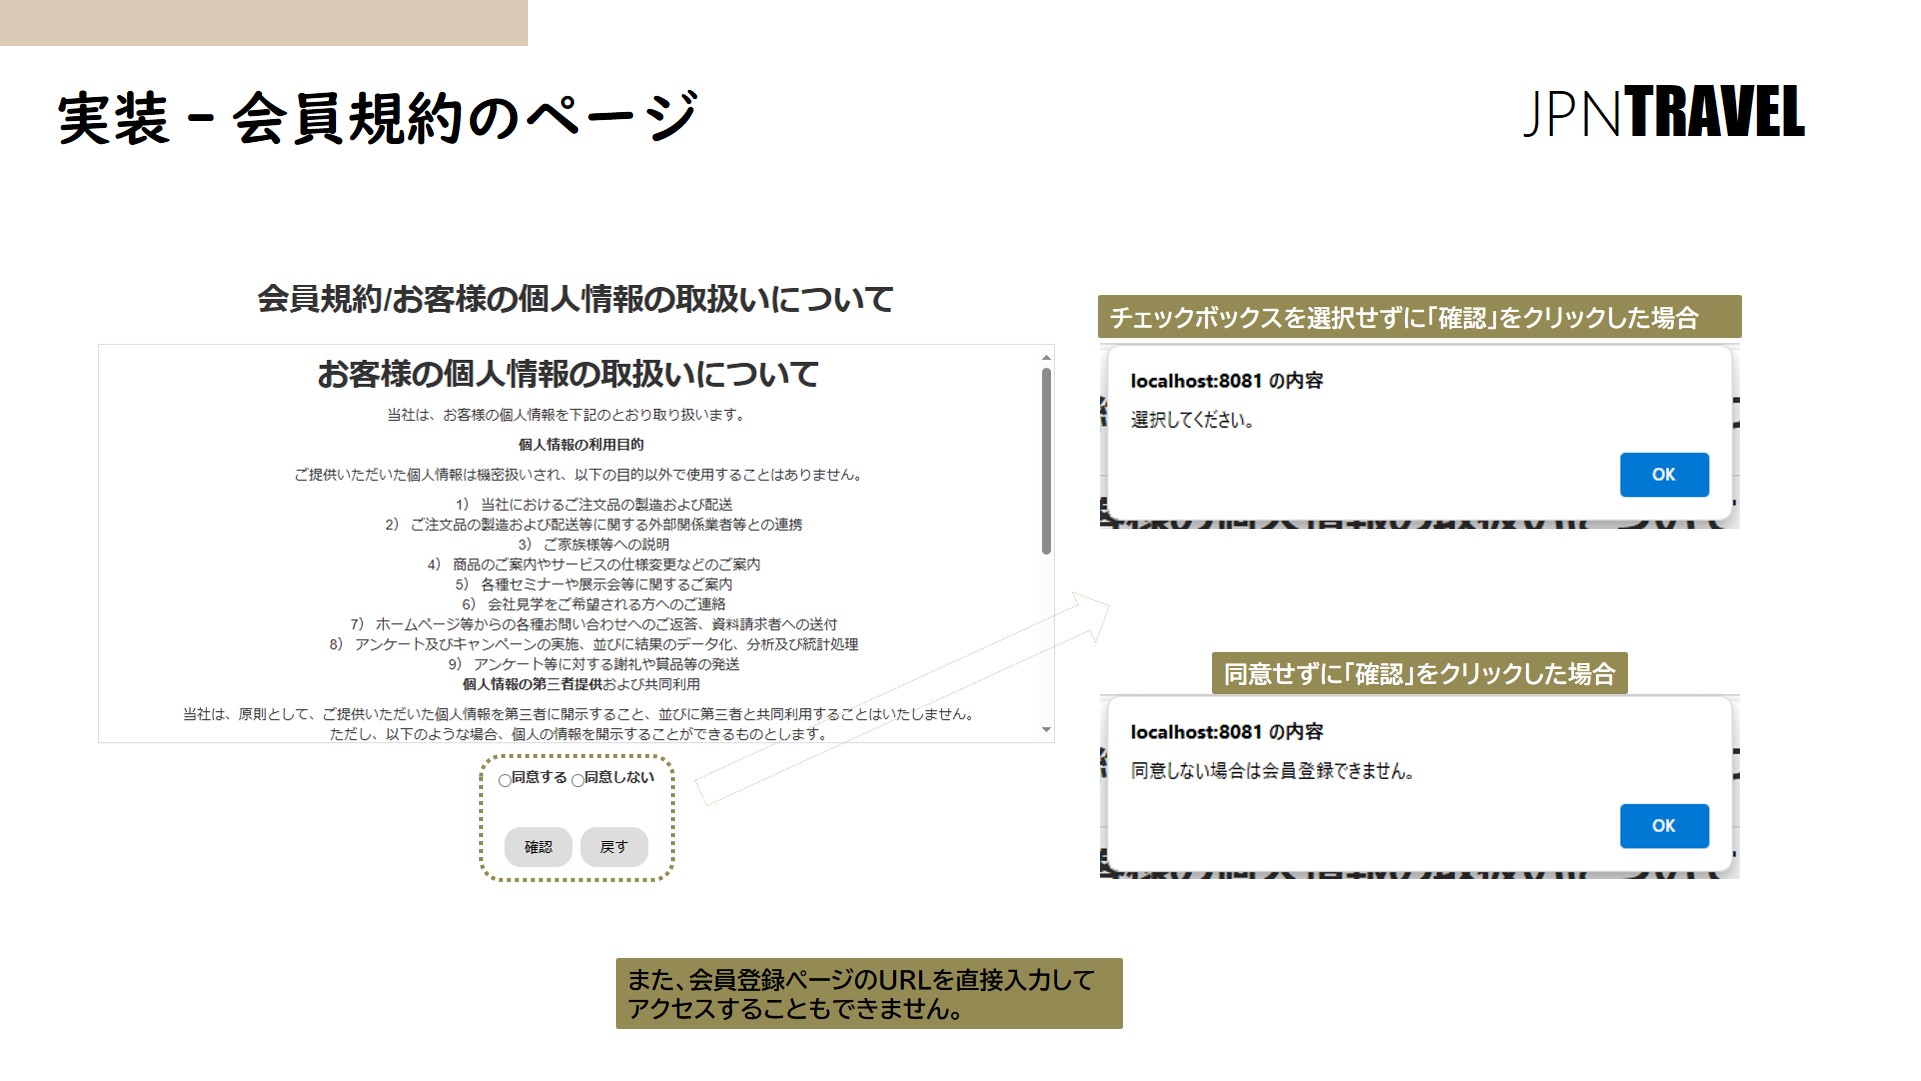 実装 - 会員規約のページ
JPNTRAVEL
会員規約/お客様の個人情報の取扱いについて
お客様の個人情報の取扱いについて
当社は、お客様の個人情報を下記のとおり取り扱います。
個人情報の利用目的
ご提供いただいた個人情報は機密扱いされ、以下の目的以外で使用することはありません。
1） 当社におけるご注文品の製造および配送
2） ご注文品の製造および配送等に関する外部関係業者等との連携
3） ご家族様等への説明
4） 商品のご案内やサービスの仕様変更などのご案内
5） 各種セミナーや展示会等に関するご案内
6） 会社見学をご希望される方へのご連絡
7） ホームページ等からの各種お問い合わせへのご返答、資料請求者への送付
8） アンケート及びキャンペーンの実施、並びに結果のデータ化、分析及び統計処理
9） アンケート等に対する謝礼や賞品等の発送
個人情報の第三者提供および共同利用
当社は、原則として、ご提供いただいた個人情報を第三者に開示すること、並びに第三者と共同利用することはいたしません。
ただし、以下のような場合、個人の情報を開示することができるものとします。
同意する 同意しない
確認 戻す
チェックボックスを選択せずに「確認」をクリックした場合
localhost:8081 の内容
選択してください。
OK
同意せずに「確認」をクリックした場合
localhost:8081 の内容
同意しない場合は会員登録できません。
OK
また、会員登録ページのURLを直接入力して
アクセスすることもできません。